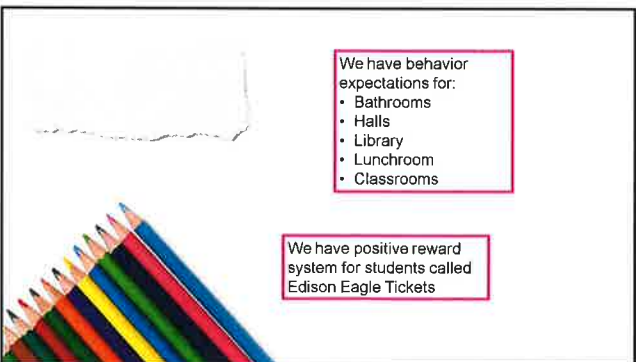 We have behavior
expectations for:
• Bathrooms
• Halls
• Library
• Lunchroom
• Classrooms
We have positive reward
system for students called
Edison Eagle Tickets